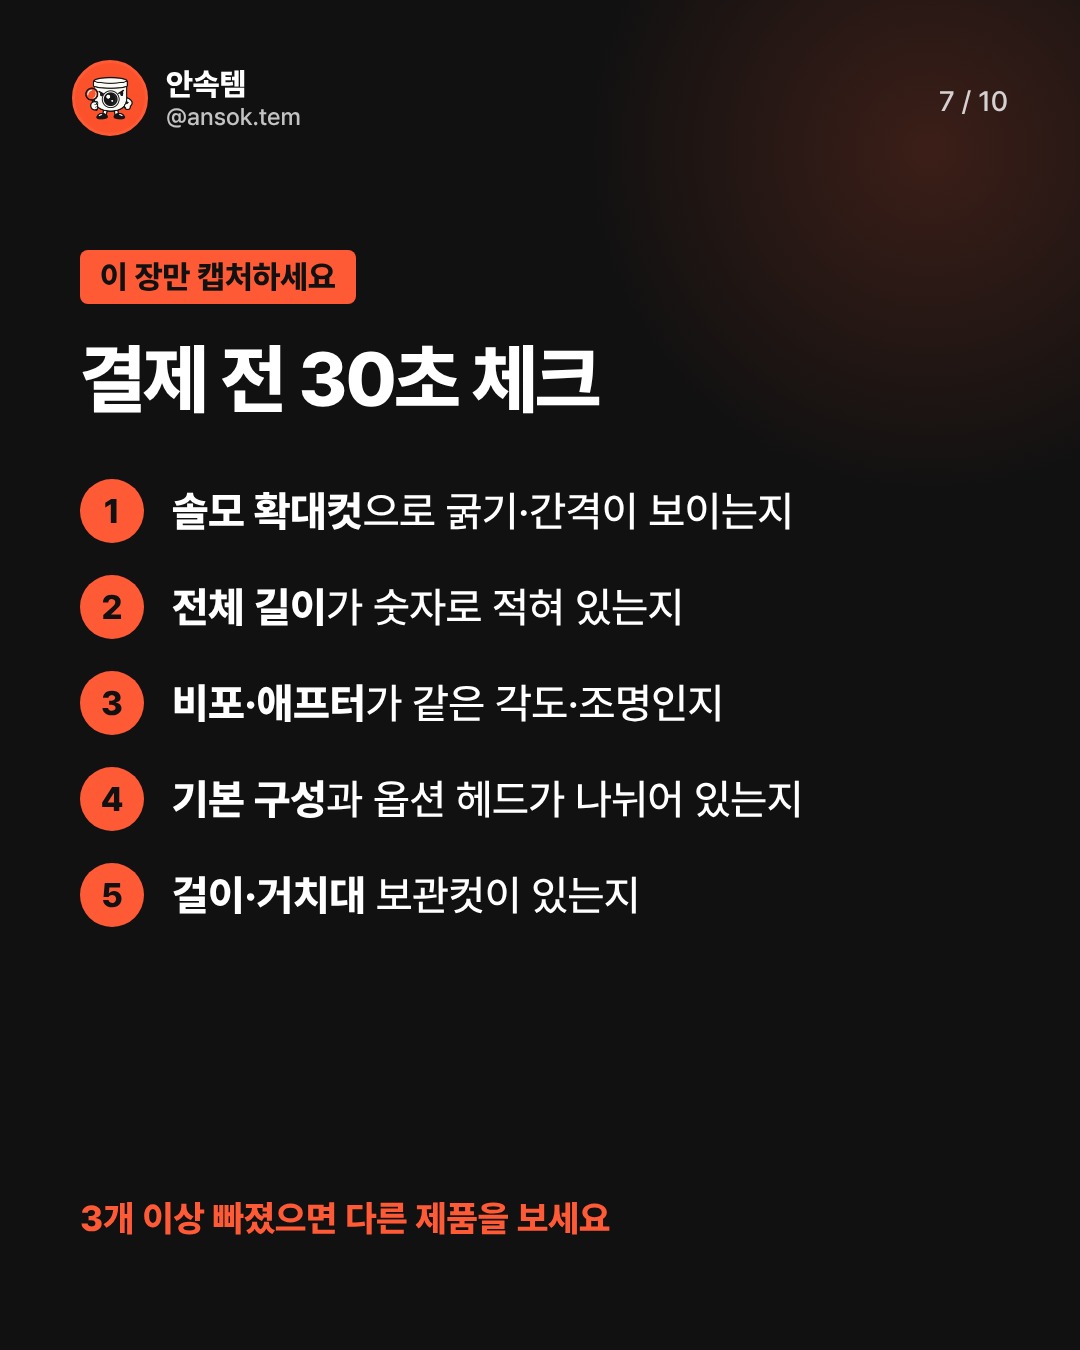 안속템
@ansok.tem
7 / 10
이 장만 캡처하세요
결제 전 30초 체크
1 솔모 확대컷으로 굵기·간격이 보이는지
2 전체 길이가 숫자로 적혀 있는지
3 비포·애프터가 같은 각도·조명인지
4 기본 구성과 옵션 헤드가 나뉘어 있는지
5 걸이·거치대 보관컷이 있는지
3개 이상 빠졌으면 다른 제품을 보세요